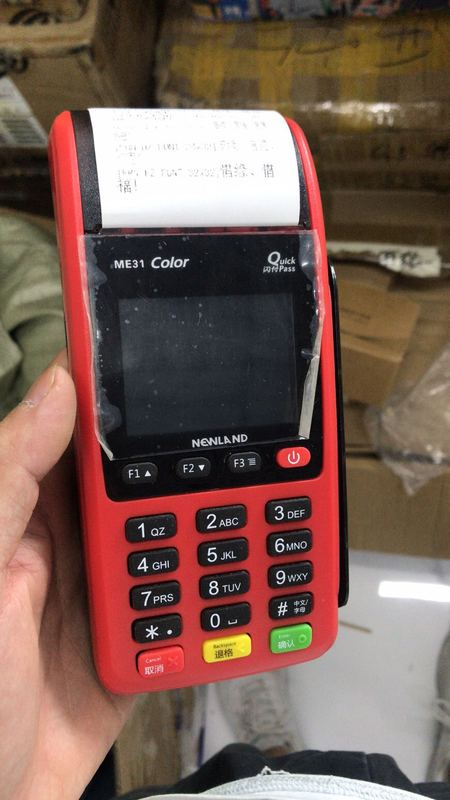 ME31 Color
Quick
闪付Pass
NEWLAND
F1▲
F2▼
F3
1 QZ
2 ABC
3 DEF
4 GHI
5 JKL
6 MNO
7 PRS
8 TUV
9 WXY
* .
0
# 中文/
字母
Cancel
取消
Backspace
退格
Enter
确认